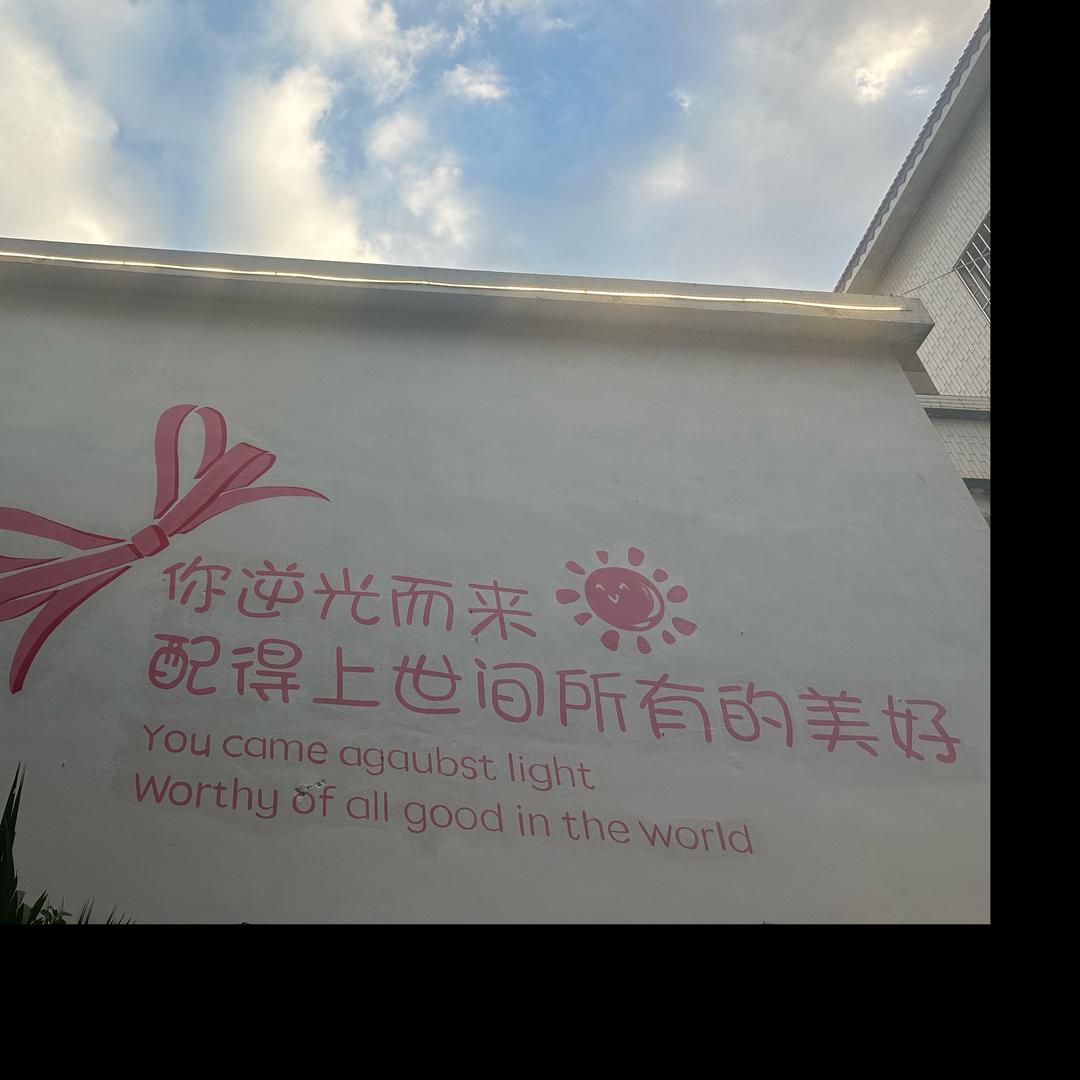 你逆光而来
配得上世间所有的美好
You came agaubst light
Worthy of all good in the world